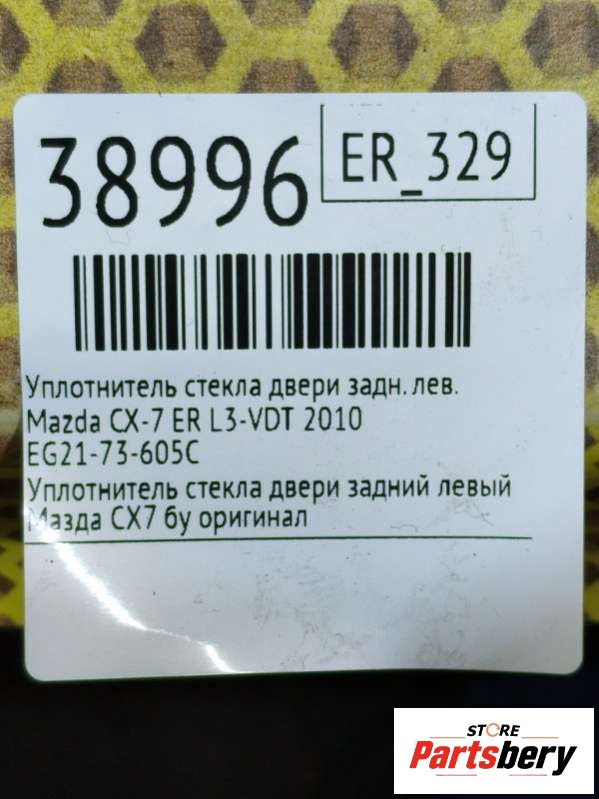 38996
ER_329
Уплотнитель стекла двери задн. лев.
Mazda CX-7 ER L3-VDT 2010
EG21-73-605C
Уплотнитель стекла двери задний левый
Мазда CX7 бу оригинал
STORE
Partsbery